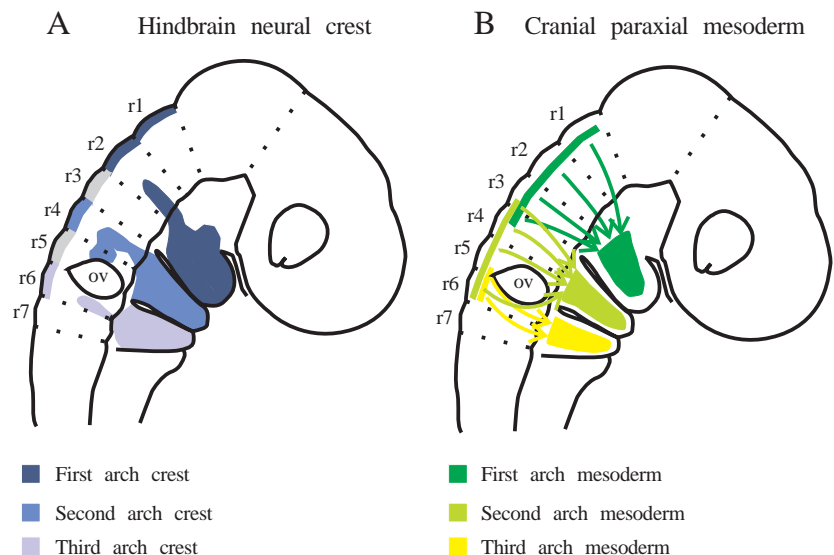 A Hindbrain neural crest
r1
r2
r3
r4
r5
r6
r7
ov
First arch crest
Second arch crest
Third arch crest
B Cranial paraxial mesoderm
r1
r2
r3
r4
r5
r6
r7
ov
First arch mesoderm
Second arch mesoderm
Third arch mesoderm